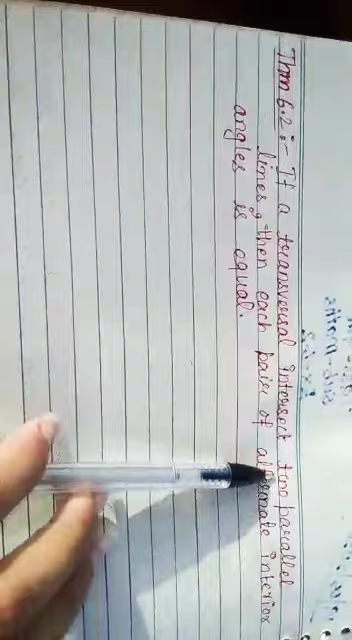 Thm 6.2 :- If a transversal intersect two parallel
lines, then each pair of alternate interior
angles is equal.